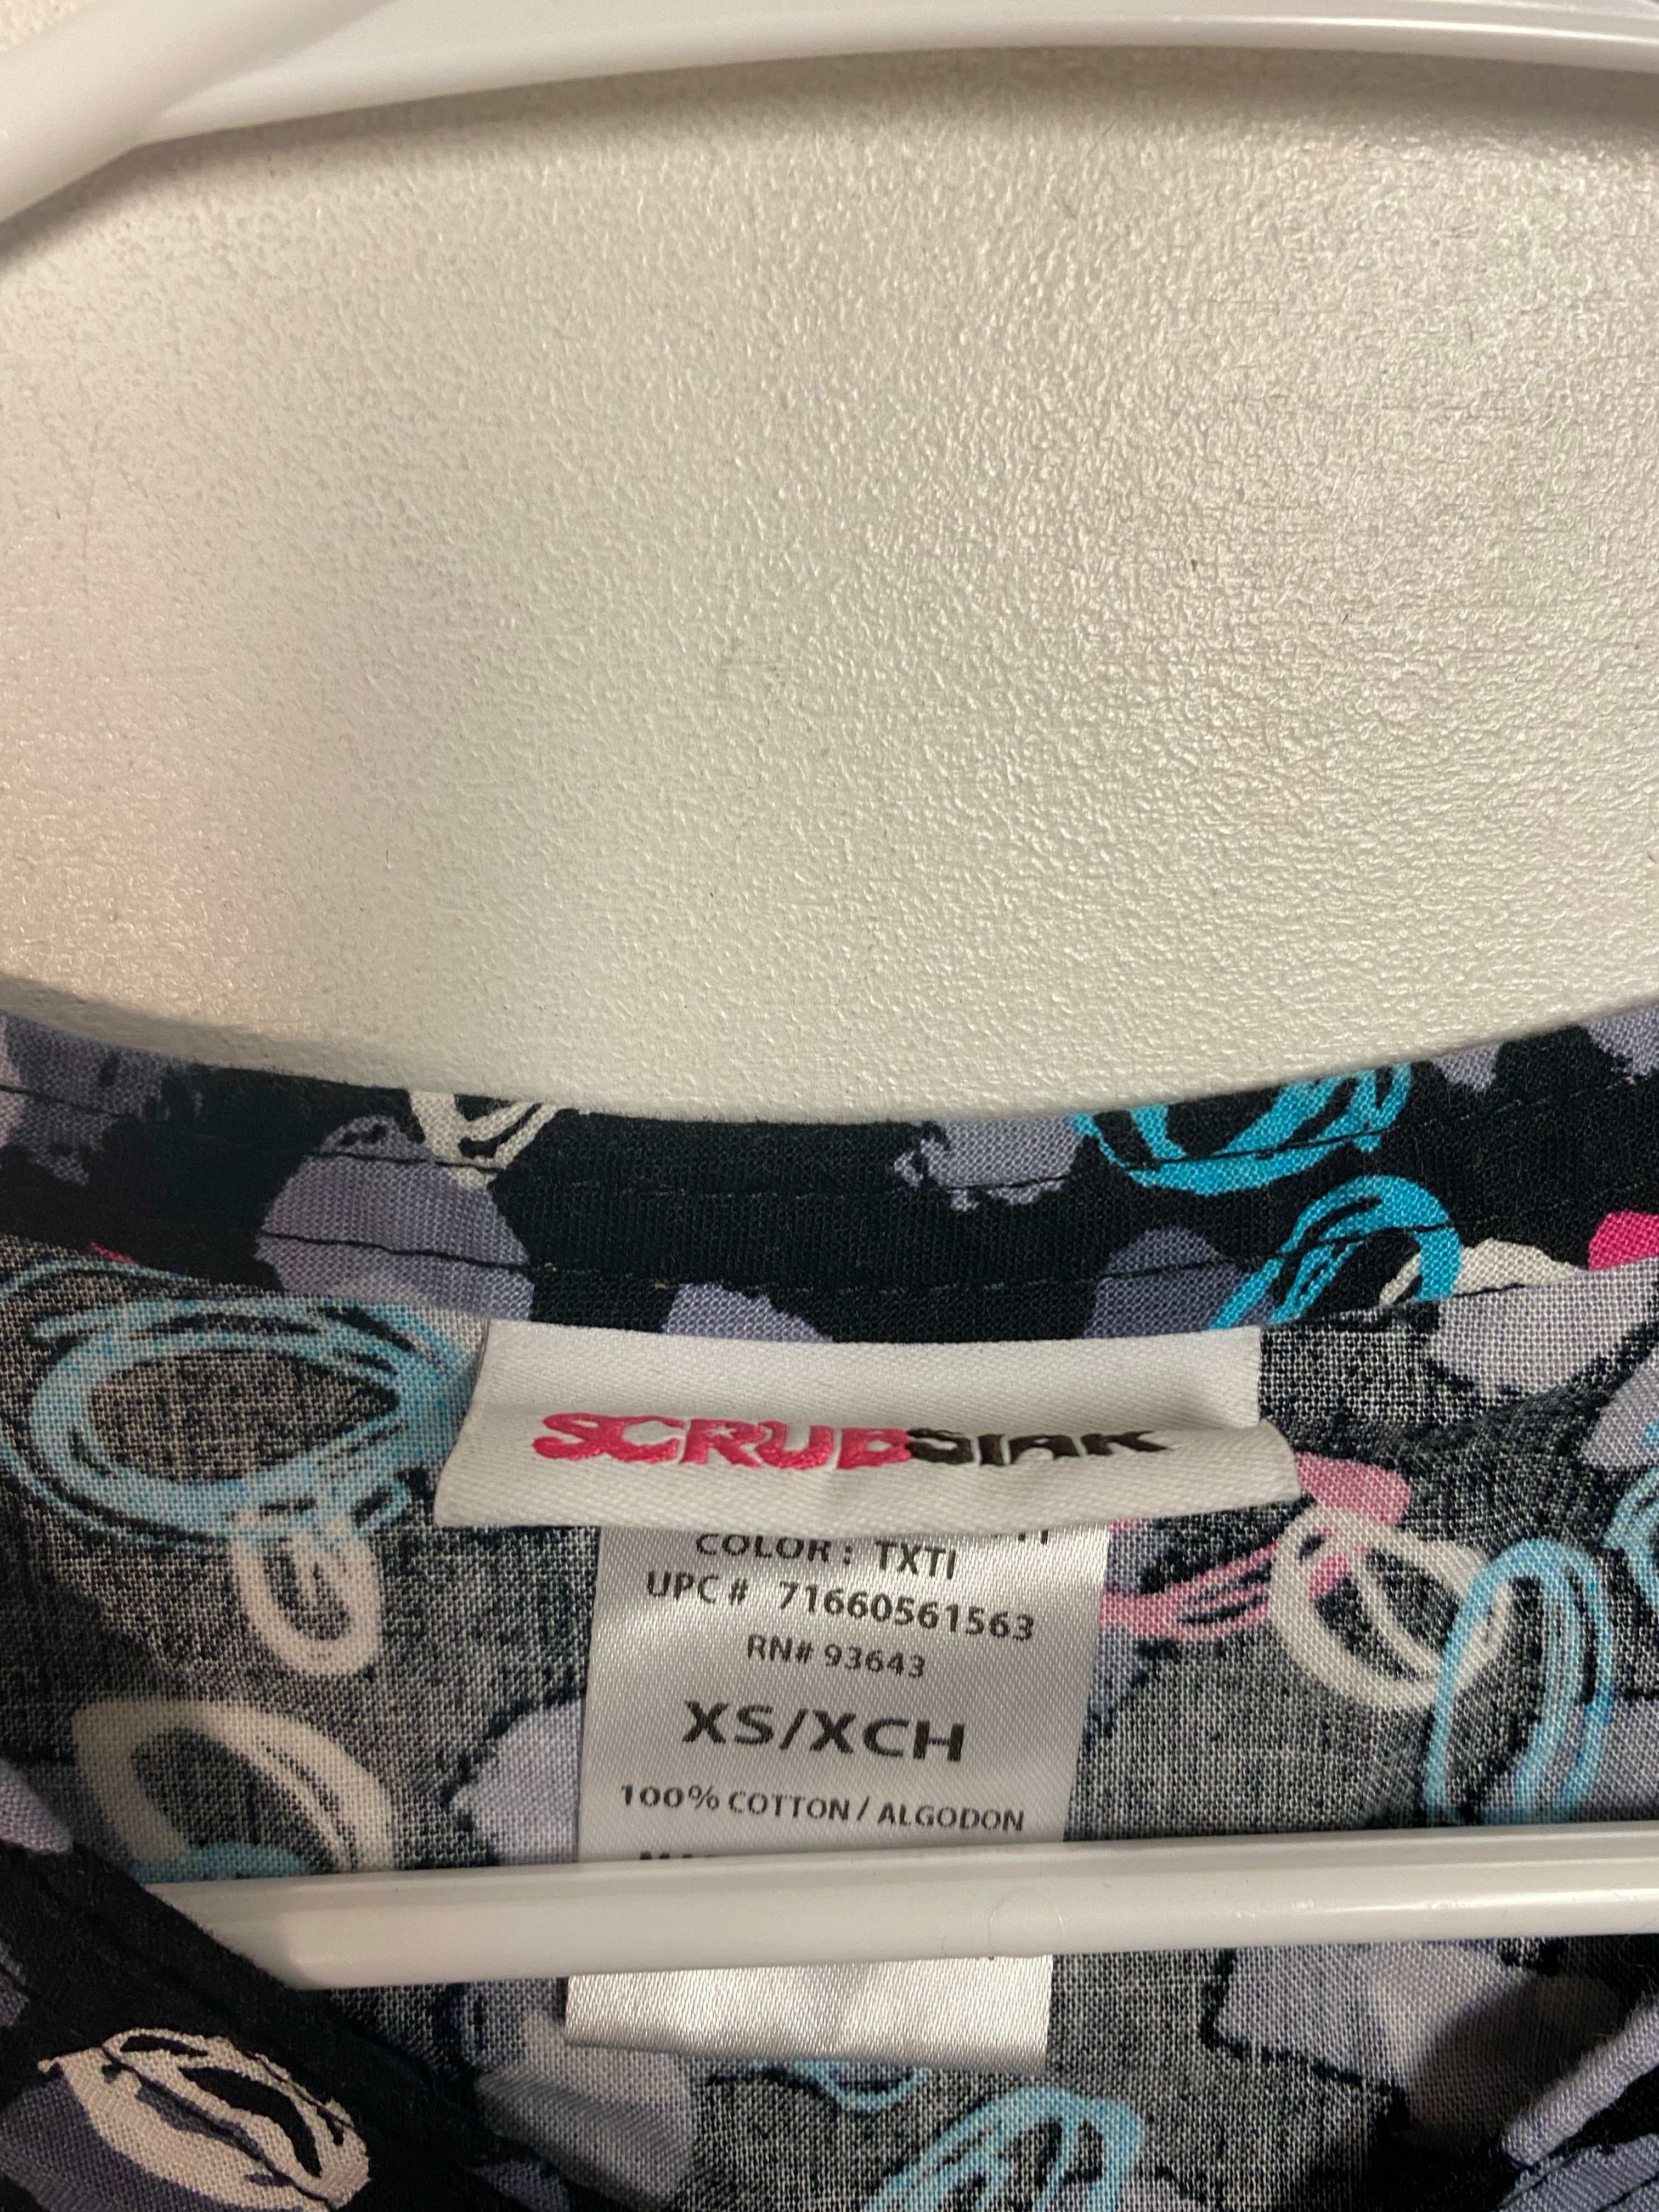 SCRUBSTAR
COLOR: TXTI
UPC# 71660561563
RN# 93643
XS/XCH
100% COTTON / ALGODON